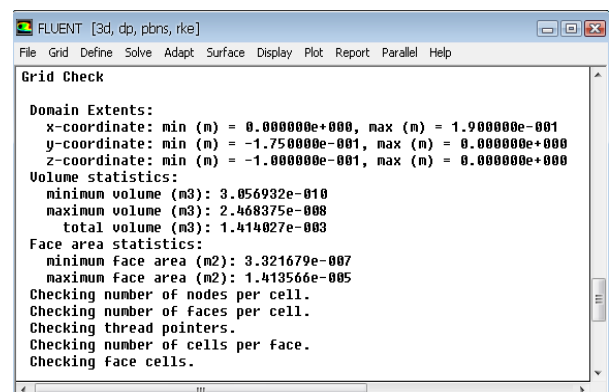 FLUENT [3d, dp, pbns, rke]
File Grid Define Solve Adapt Surface Display Plot Report Parallel Help
Grid Check
Domain Extents:
x-coordinate: min (m) = 0.000000e+000, max (m) = 1.900000e-001
y-coordinate: min (m) = -1.750000e-001, max (m) = 0.000000e+000
z-coordinate: min (m) = -1.000000e-001, max (m) = 0.000000e+000
Volume statistics:
minimum volume (m3): 3.056932e-010
maximum volume (m3): 2.468375e-008
total volume (m3): 1.414027e-003
Face area statistics:
minimum face area (m2): 3.321679e-007
maximum face area (m2): 1.413566e-005
Checking number of nodes per cell.
Checking number of faces per cell.
Checking thread pointers.
Checking number of cells per face.
Checking face cells.